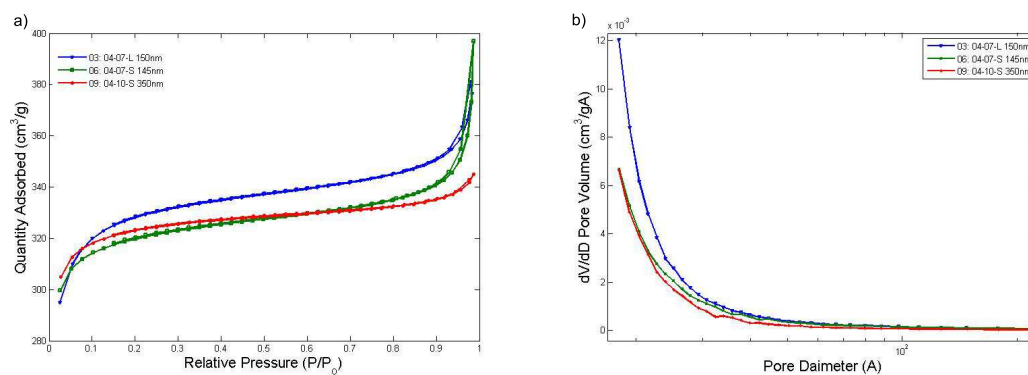 a)
Quantity Adsorbed (cm³/g)
400
380
360
340
320
300
280
03: 04-07-L 150nm
06: 04-07-S 145nm
09: 04-10-S 350nm
0 0.1 0.2 0.3 0.4 0.5 0.6 0.7 0.8 0.9 1
Relative Pressure (P/P₀)
b)
x 10⁻³
dV/dD Pore Volume (cm³/gA)
12
10
8
6
4
2
0
03: 04-07-L 150nm
06: 04-07-S 145nm
09: 04-10-S 350nm
10²
Pore Daimeter (A)